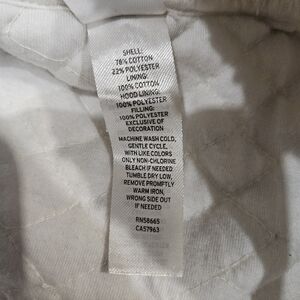 SHELL:
78% COTTON
22% POLYESTER
LINING:
100% COTTON
HOOD LINING:
100% POLYESTER
FILLING:
100% POLYESTER
EXCLUSIVE OF
DECORATION
MACHINE WASH COLD,
GENTLE CYCLE,
WITH LIKE COLORS
ONLY NON-CHLORINE
BLEACH IF NEEDED
TUMBLE DRY LOW,
REMOVE PROMPTLY
WARM IRON,
WRONG SIDE OUT
IF NEEDED
RN58665
CA57963